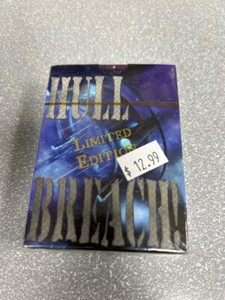 HULL
LIMITED
EDITION
$ 12.99
BREACH!